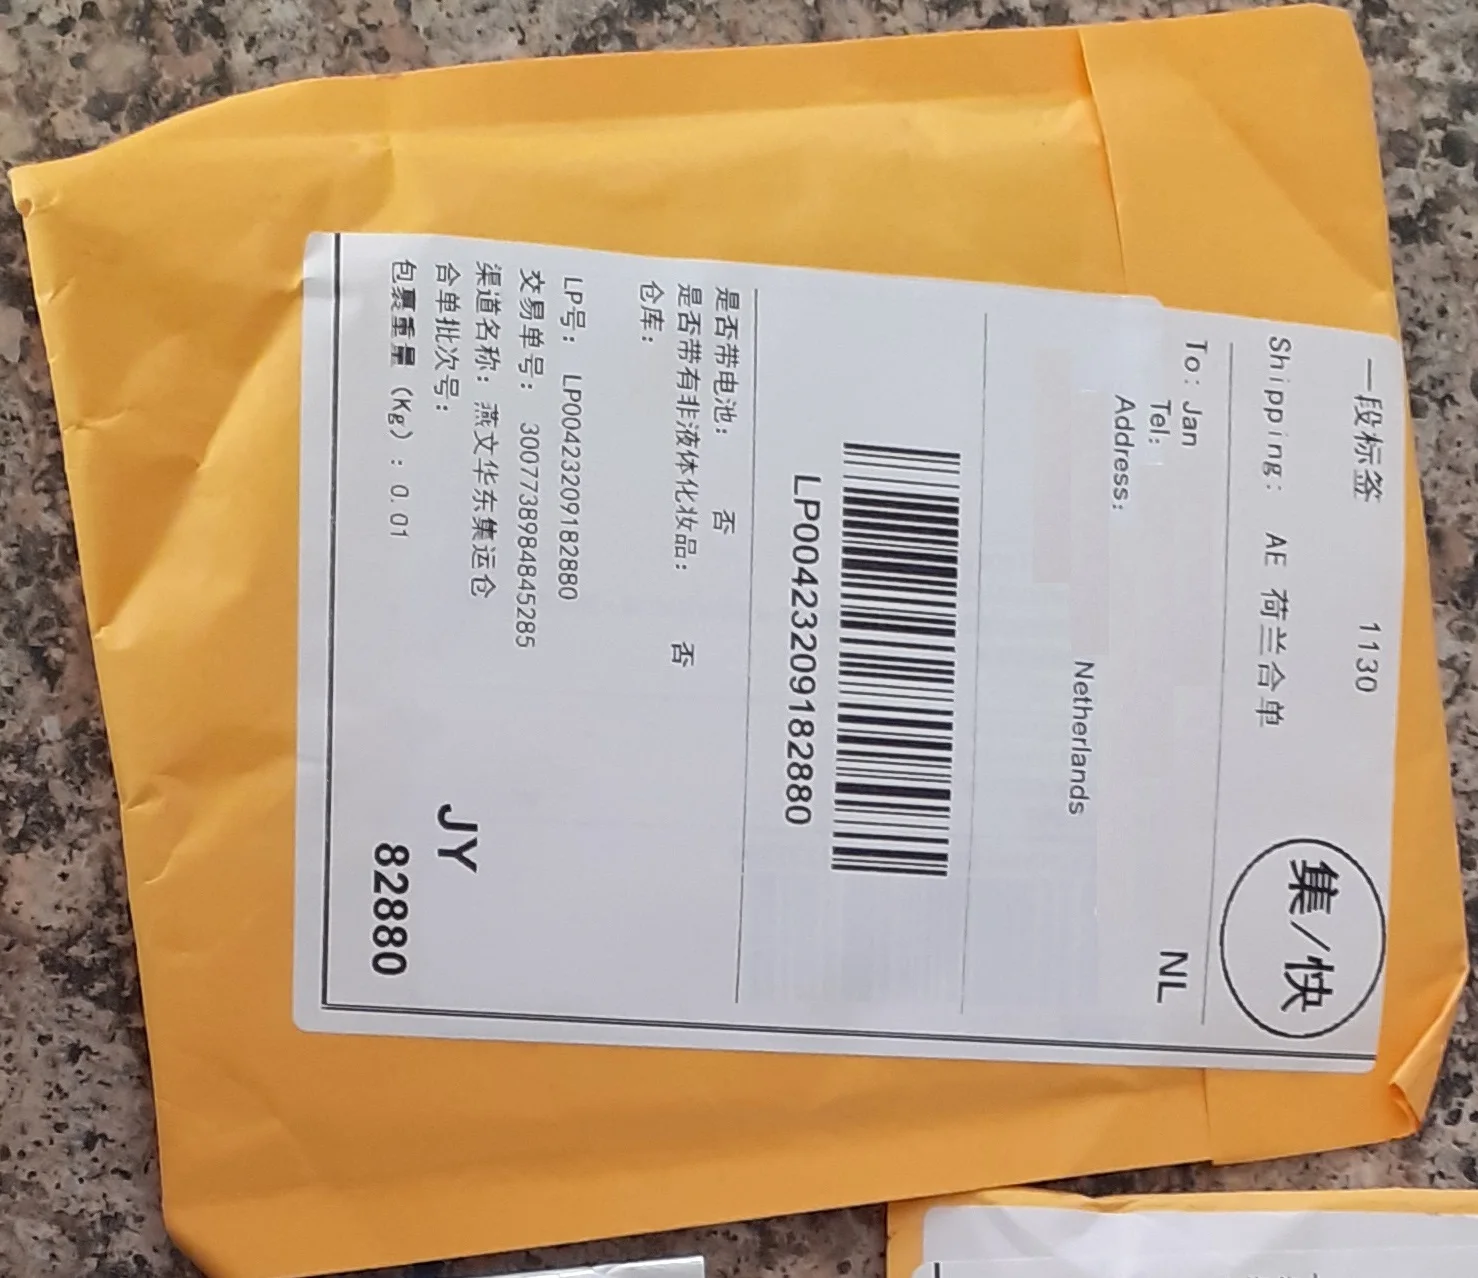 一段标签 1130
集/快
Shipping: AE 荷兰合单
To: Jan
NL
Tel:
Address:
Netherlands
LP00423209182880
是否带电池: 否
是否带有非液体化妆品: 否
仓库:
LP号: LP00423209182880
交易单号: 3007738984845285
渠道名称: 燕文华东集运仓
合单批次号:
JY
包裹重量 (Kg): 0.01
82880